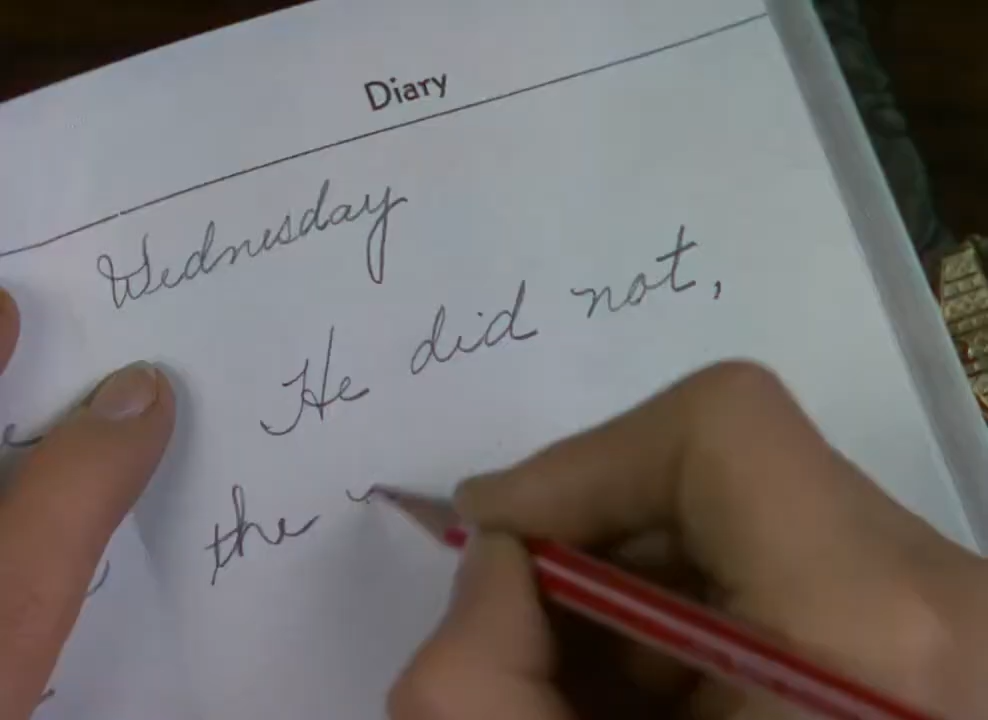 Diary
Wednesday
He did not,
the